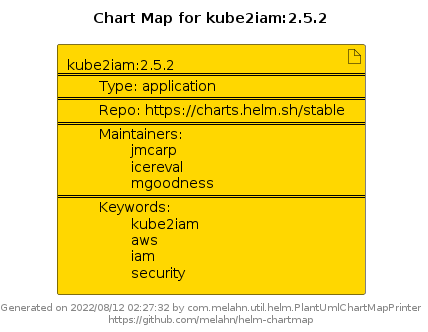 Chart Map for kube2iam:2.5.2
kube2iam:2.5.2
Type: application
Repo: https://charts.helm.sh/stable
Maintainers:
jmcarp
icereval
mgoodness
Keywords:
kube2iam
aws
iam
security
Generated on 2022/08/12 02:27:32 by com.melahn.util.helm.PlantUmlChartMapPrinter
https://github.com/melahn/helm-chartmap